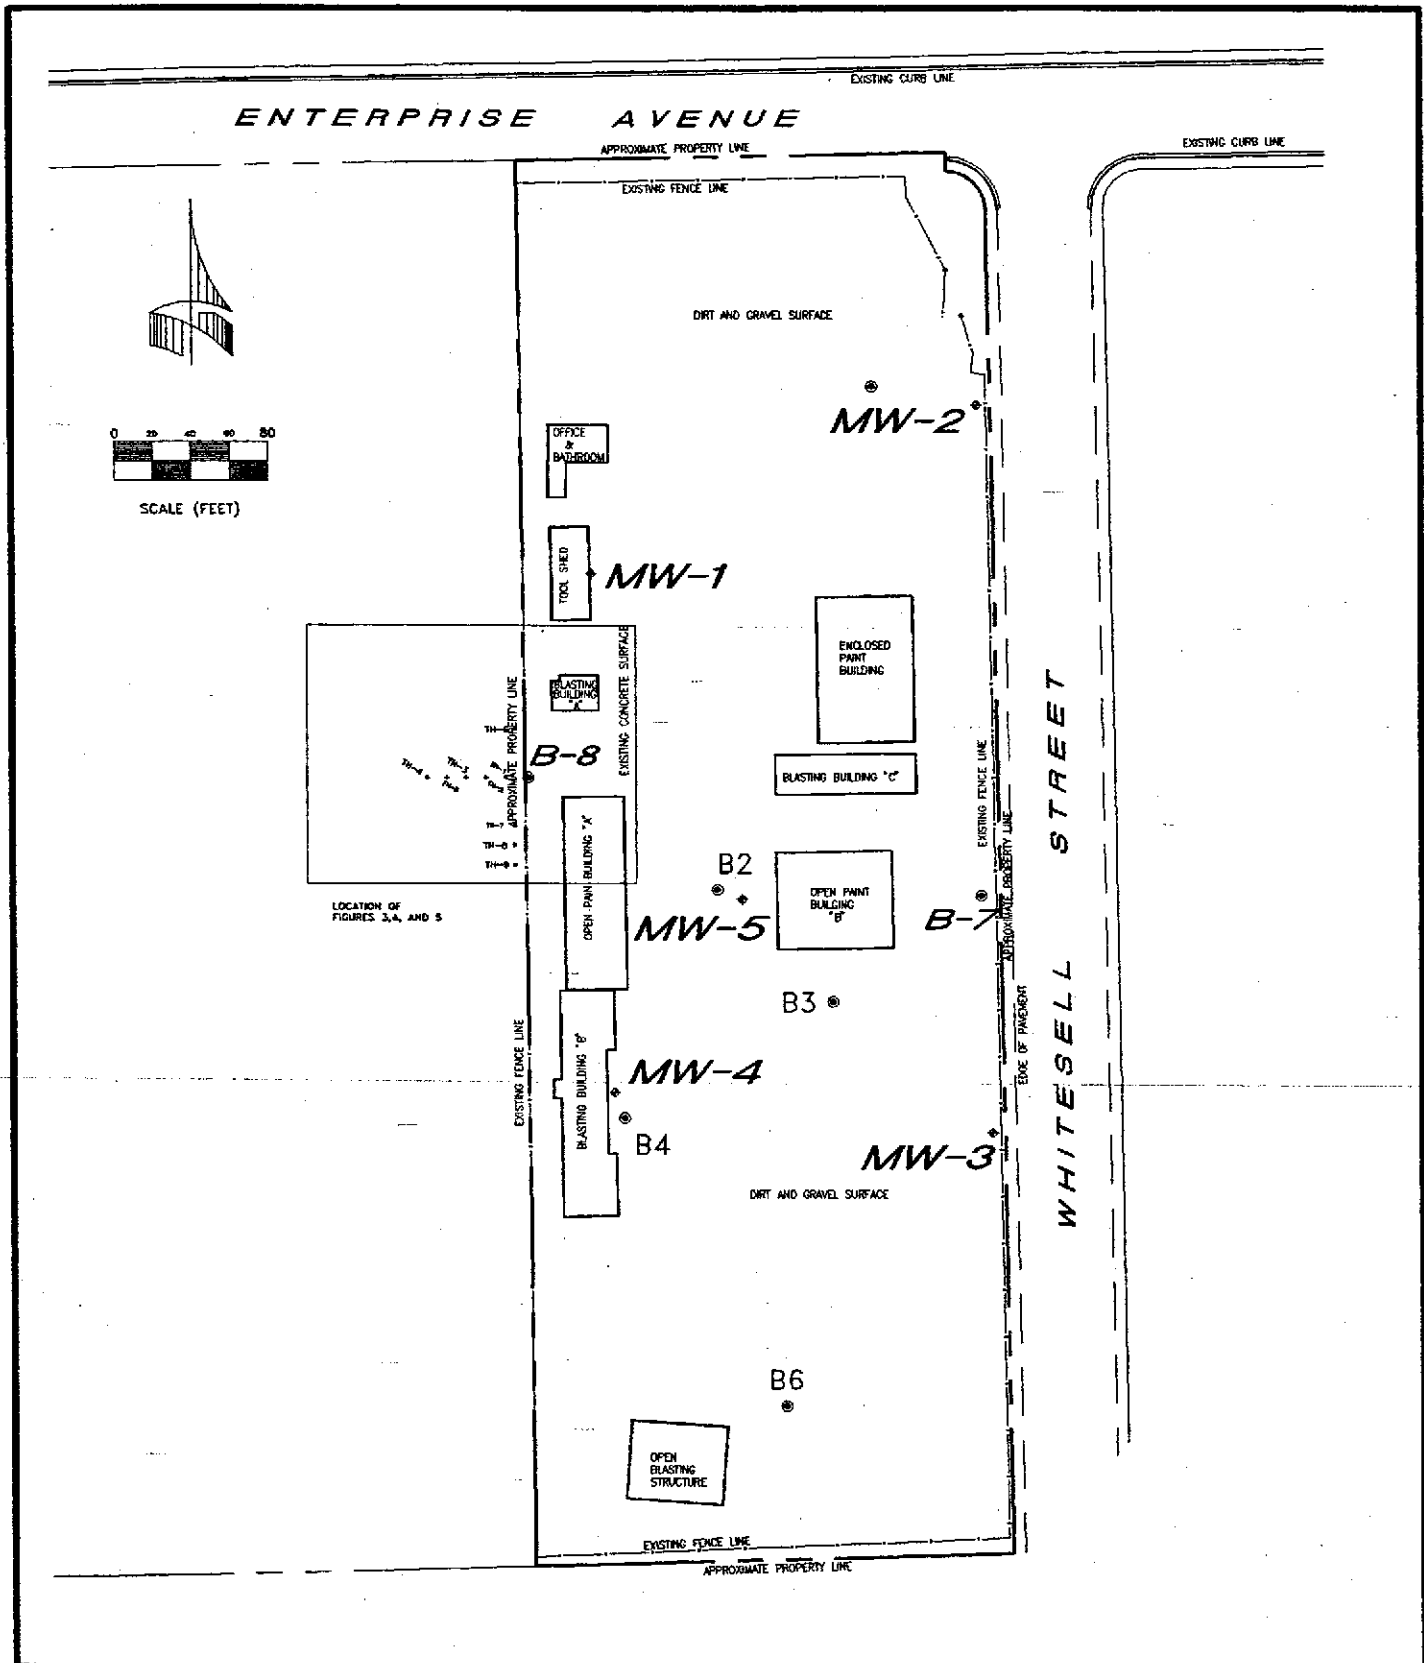 EXISTING CURB LINE
ENTERPRISE AVENUE
APPROXIMATE PROPERTY LINE
EXISTING CURB LINE
EXISTING FENCE LINE
DIRT AND GRAVEL SURFACE
MW-2
0 20 40 60 80
SCALE (FEET)
OFFICE
&
BATHROOM
TOOL SHED
MW-1
EXISTING CONCRETE SURFACE
ENCLOSED
PAINT
BUILDING
BLASTING
BUILDING
"A"
APPROXIMATE PROPERTY LINE
B-8
TH-4
BLASTING BUILDING "C"
EXISTING FENCE LINE
WHITESELL STREET
OPEN PAIN BUILDING "A"
B2
OPEN PAINT
BUILGING
"B"
APPROXIMATE PROPERTY LINE
LOCATION OF
FIGURES 3,4, AND 5
MW-5
B-7
B3
EDGE OF PAVEMENT
EXISTING FENCE LINE
BLASTING BUILDING "B"
MW-4
B4
MW-3
DIRT AND GRAVEL SURFACE
B6
OPEN
BLASTING
STRUCTURE
EXISTING FENCE LINE
APPROXIMATE PROPERTY LINE